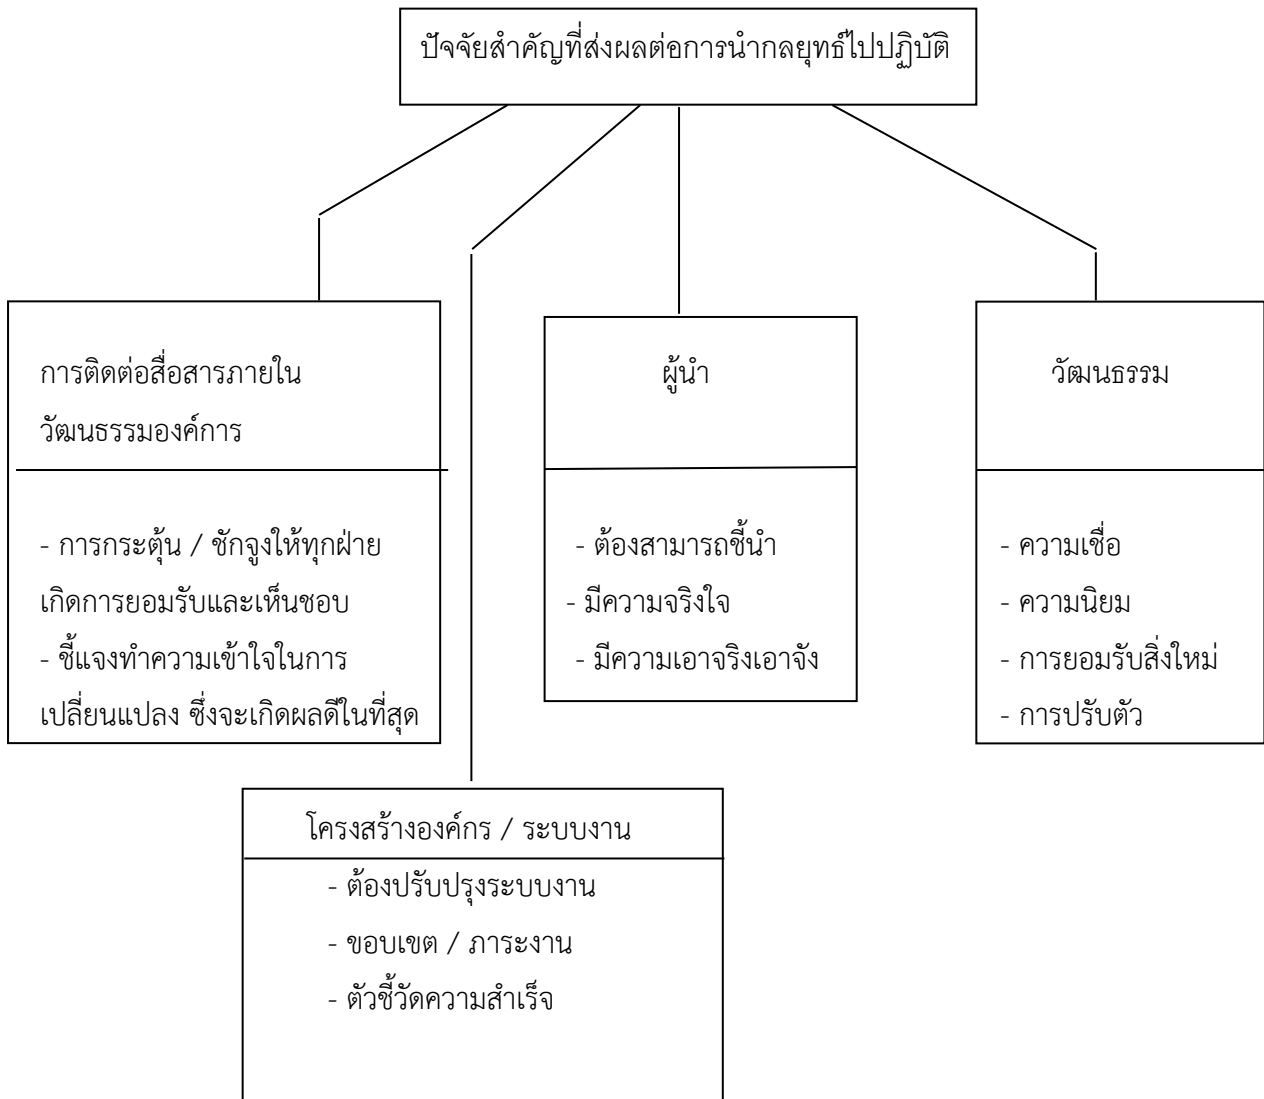 ปัจจัยสำคัญที่ส่งผลต่อการนำกลยุทธ์ไปปฏิบัติ
การติดต่อสื่อสารภายใน
วัฒนธรรมองค์การ
- การกระตุ้น / ชักจูงให้ทุกฝ่าย
เกิดการยอมรับและเห็นชอบ
- ชี้แจงทำความเข้าใจในการ
เปลี่ยนแปลง ซึ่งจะเกิดผลดีในที่สุด
ผู้นำ
- ต้องสามารถชี้นำ
- มีความจริงใจ
- มีความเอาจริงเอาจัง
วัฒนธรรม
- ความเชื่อ
- ความนิยม
- การยอมรับสิ่งใหม่
- การปรับตัว
โครงสร้างองค์กร / ระบบงาน
- ต้องปรับปรุงระบบงาน
- ขอบเขต / ภาระงาน
- ตัวชี้วัดความสำเร็จ